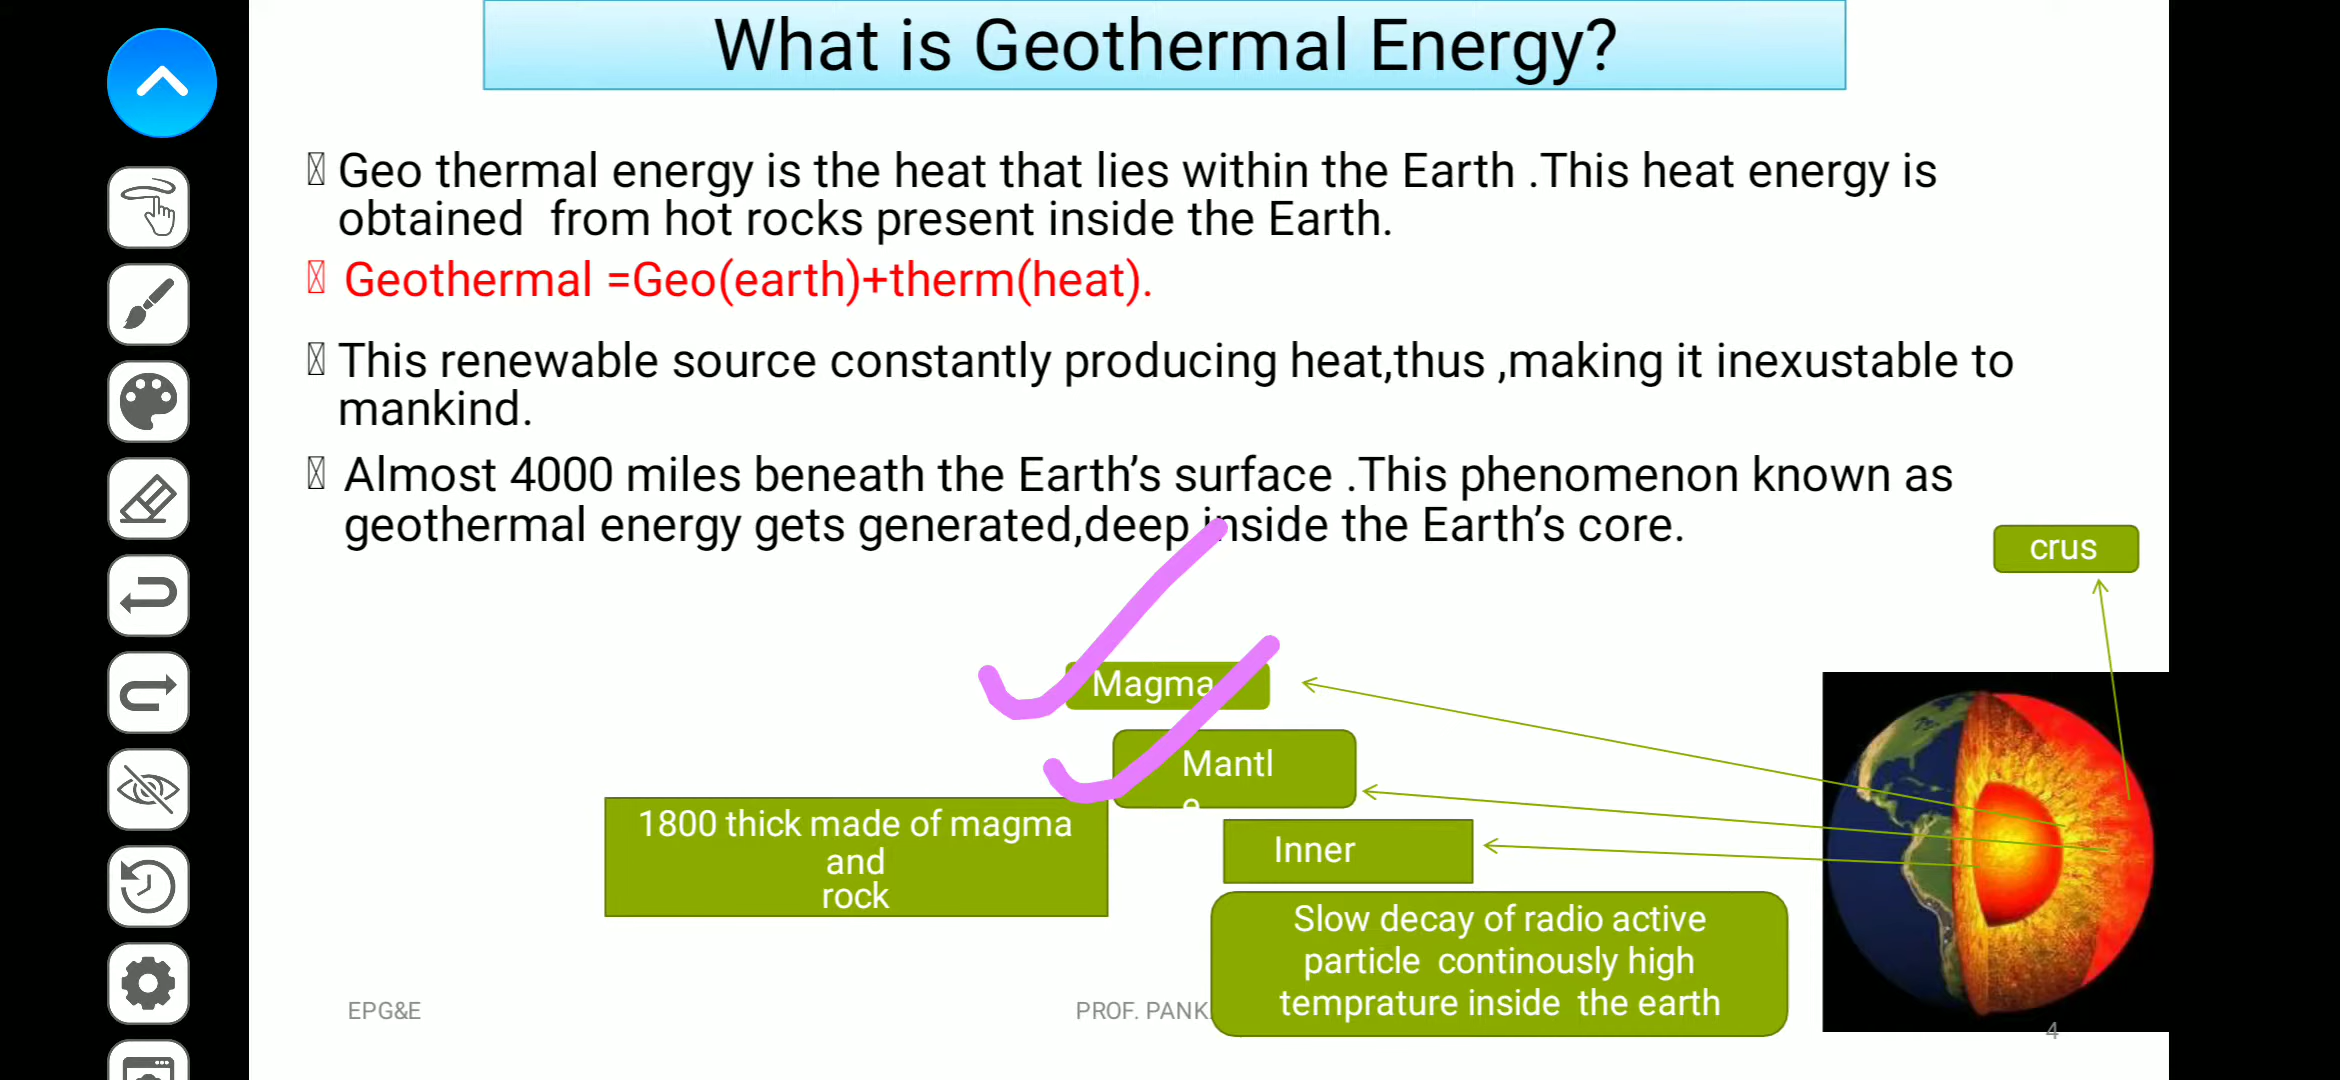 What is Geothermal Energy?
Geo thermal energy is the heat that lies within the Earth .This heat energy is
obtained from hot rocks present inside the Earth.
Geothermal =Geo(earth)+therm(heat).
This renewable source constantly producing heat,thus ,making it inexustable to
mankind.
Almost 4000 miles beneath the Earth’s surface .This phenomenon known as
geothermal energy gets generated,deep inside the Earth’s core.
crus
Magma
Mantl
e
1800 thick made of magma
and
rock
Inner
Slow decay of radio active
particle continously high
temprature inside the earth
EPG&E
PROF. PANK
4